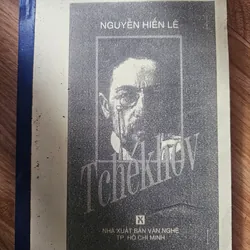 NGUYỄN HIẾN LÊ
Tchékhov
NHÀ XUẤT BẢN VĂN NGHỆ
TP. HỒ CHÍ MINH